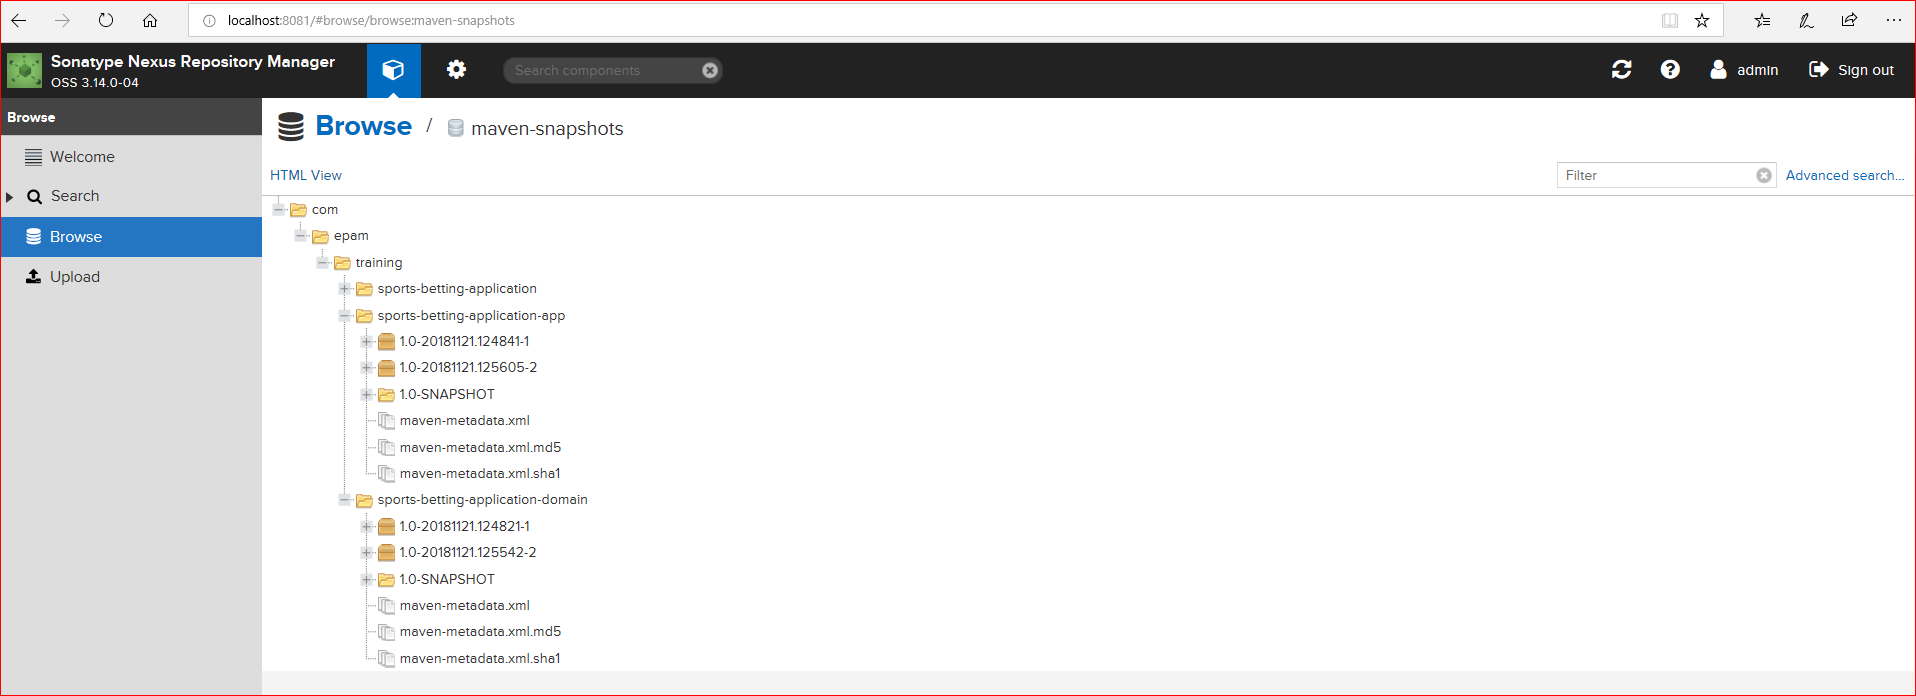 localhost:8081/#browse/browse:maven-snapshots
Sonatype Nexus Repository Manager
OSS 3.14.0-04
Search components
admin
Sign out
Browse
Welcome
Search
Browse
Upload
Browse / maven-snapshots
HTML View
Filter
Advanced search...
com
epam
training
sports-betting-application
sports-betting-application-app
1.0-20181121.124841-1
1.0-20181121.125605-2
1.0-SNAPSHOT
maven-metadata.xml
maven-metadata.xml.md5
maven-metadata.xml.sha1
sports-betting-application-domain
1.0-20181121.124821-1
1.0-20181121.125542-2
1.0-SNAPSHOT
maven-metadata.xml
maven-metadata.xml.md5
maven-metadata.xml.sha1